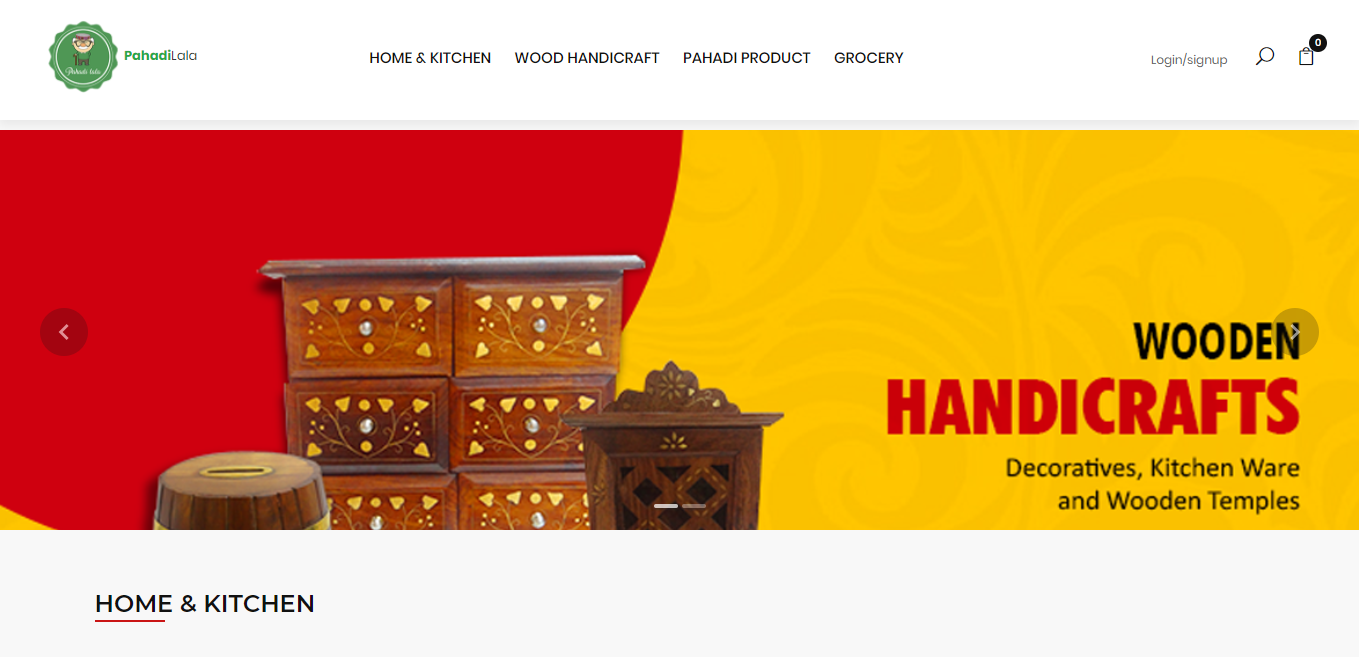 Pahadi lala
PahadiLala
HOME & KITCHEN
WOOD HANDICRAFT
PAHADI PRODUCT
GROCERY
Login/signup
0
WOODEN
HANDICRAFTS
Decoratives, Kitchen Ware
and Wooden Temples
HOME & KITCHEN